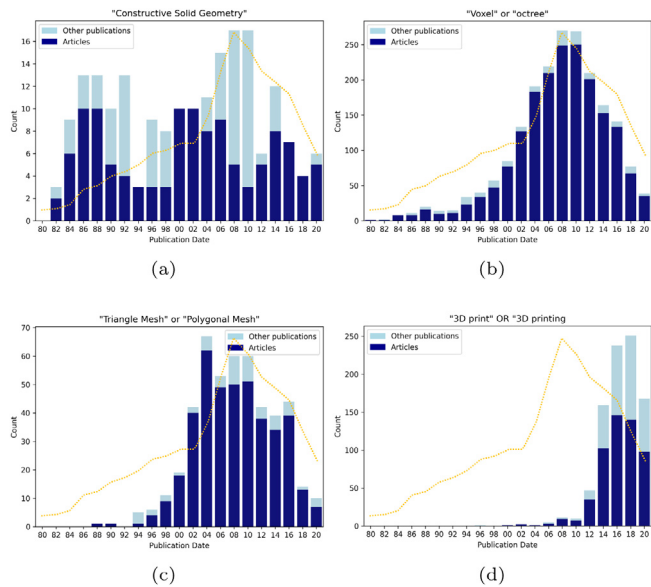 "Constructive Solid Geometry"
Other publications
Articles
16
14
12
10
8
6
4
2
0
Count
80 82 84 86 88 90 92 94 96 98 00 02 04 06 08 10 12 14 16 18 20
Publication Date
(a)
"Voxel" or "octree"
Other publications
Articles
250
200
150
100
50
0
Count
80 82 84 86 88 90 92 94 96 98 00 02 04 06 08 10 12 14 16 18 20
Publication Date
(b)
"Triangle Mesh" or "Polygonal Mesh"
Other publications
Articles
70
60
50
40
30
20
10
0
Count
80 82 84 86 88 90 92 94 96 98 00 02 04 06 08 10 12 14 16 18 20
Publication Date
(c)
"3D print" OR "3D printing
Other publications
Articles
250
200
150
100
50
0
Count
80 82 84 86 88 90 92 94 96 98 00 02 04 06 08 10 12 14 16 18 20
Publication Date
(d)